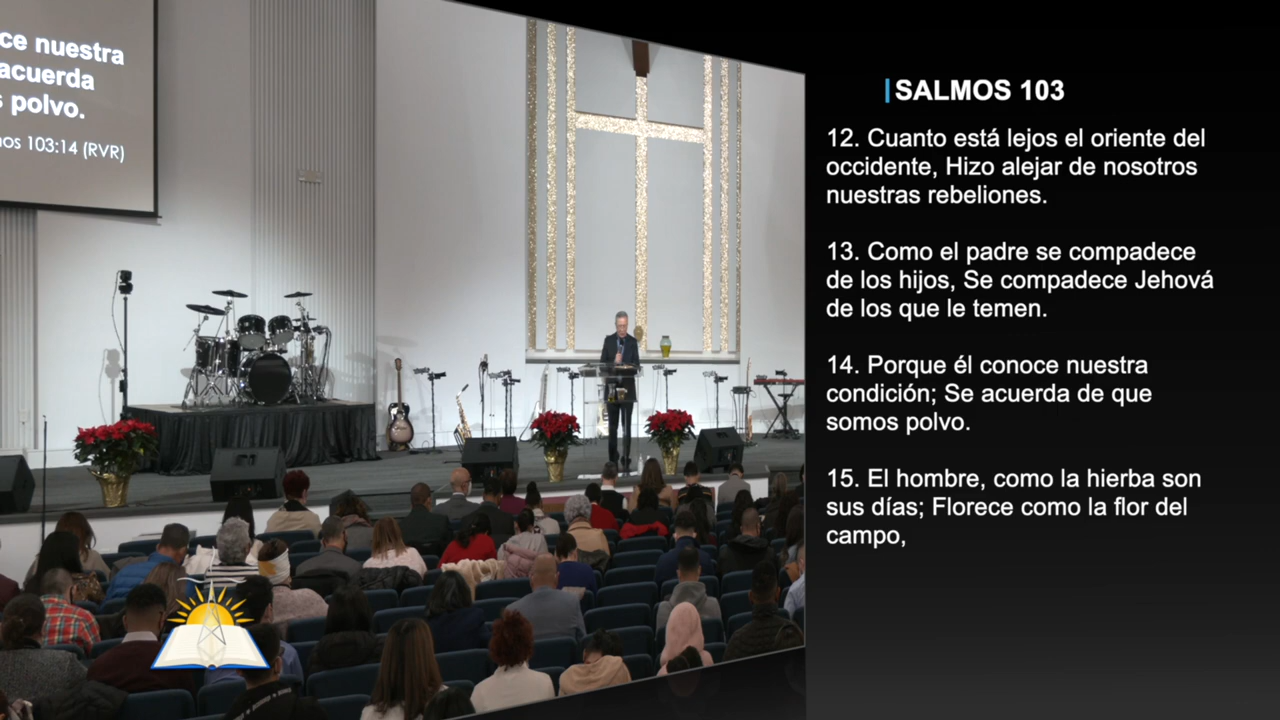 ce nuestra
acuerda
s polvo.
nos 103:14 (RVR)
SALMOS 103
12. Cuanto está lejos el oriente del
occidente, Hizo alejar de nosotros
nuestras rebeliones.
13. Como el padre se compadece
de los hijos, Se compadece Jehová
de los que le temen.
14. Porque él conoce nuestra
condición; Se acuerda de que
somos polvo.
15. El hombre, como la hierba son
sus días; Florece como la flor del
campo,